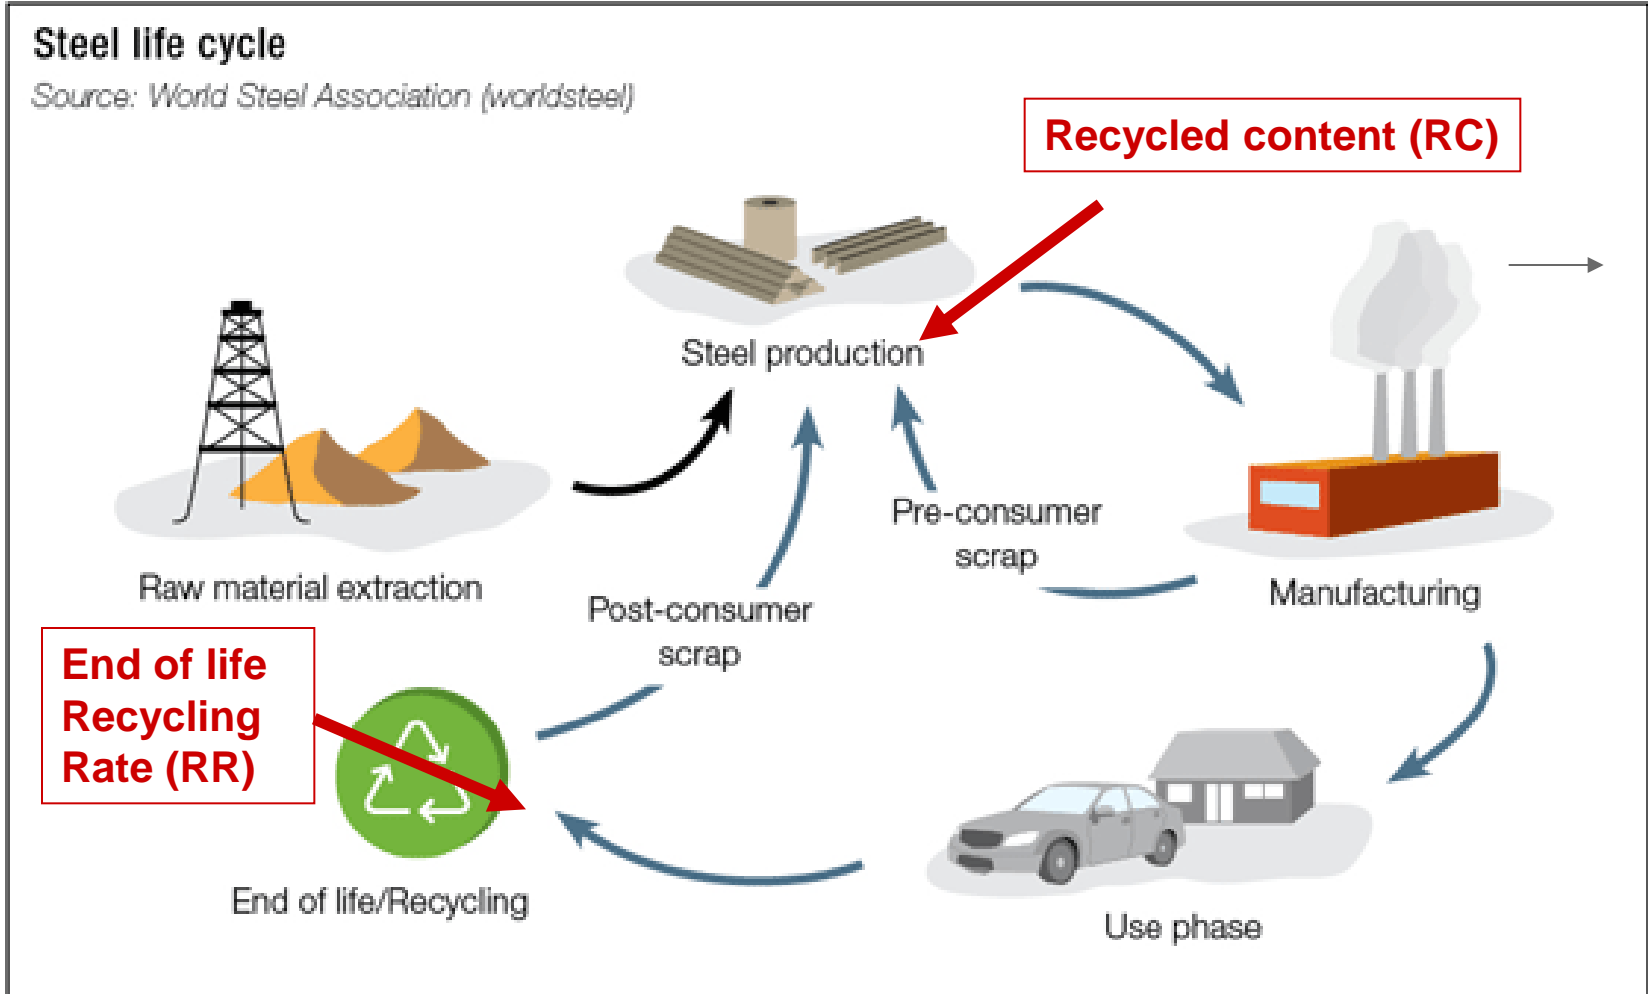 Steel life cycle
Source: World Steel Association (worldsteel)
Recycled content (RC)
Steel production
Pre-consumer
scrap
Raw material extraction
Manufacturing
Post-consumer
scrap
End of life
Recycling
Rate (RR)
End of life/Recycling
Use phase